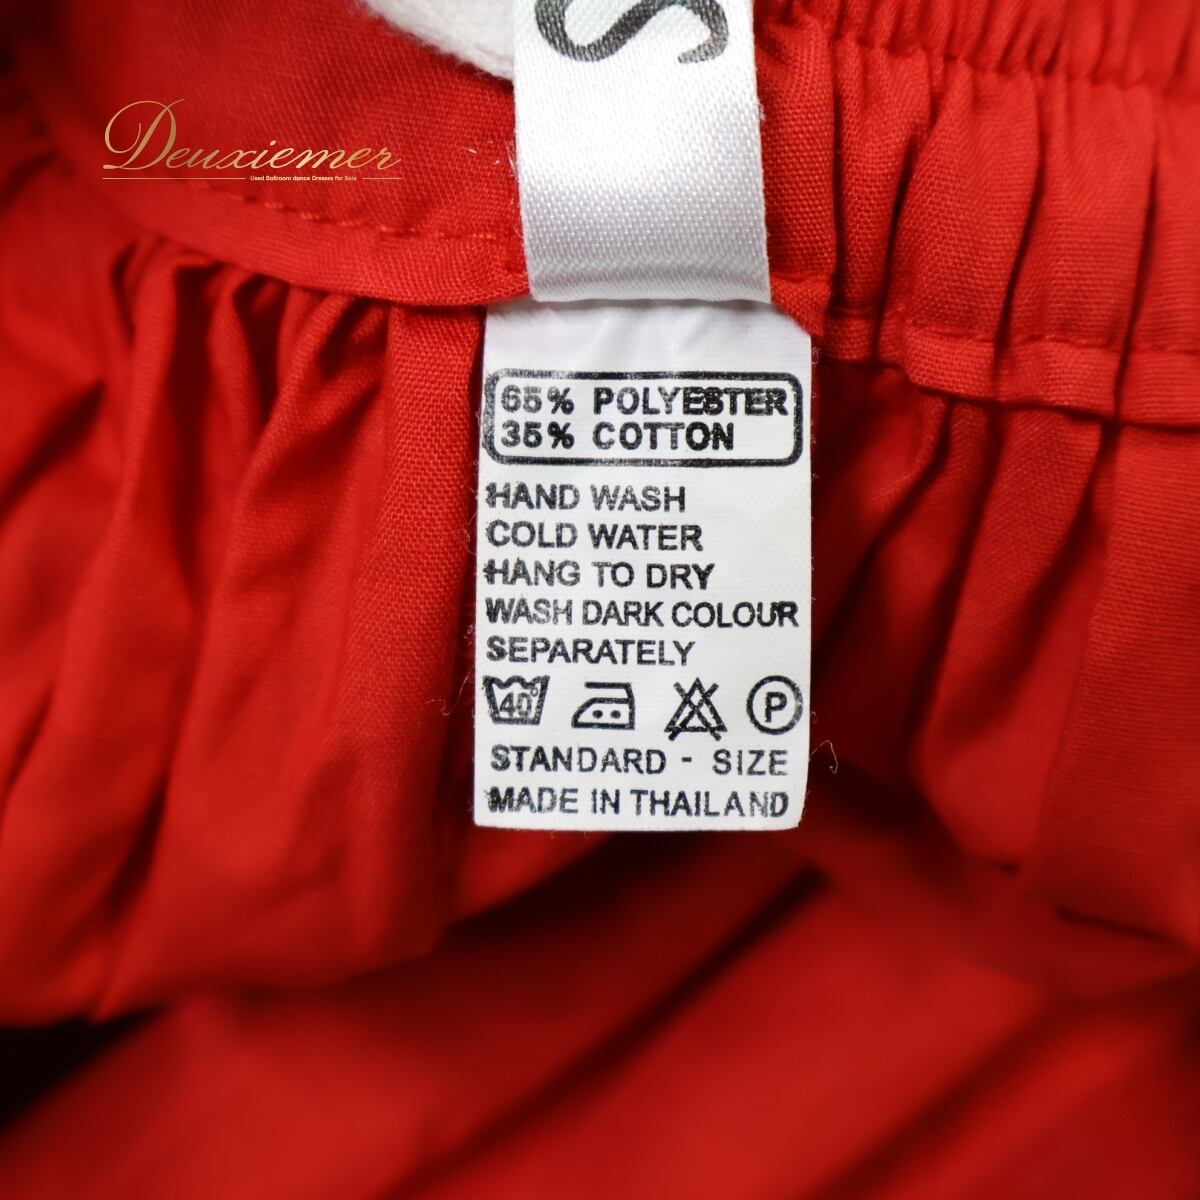 S
Deuxiemer
Used Ballroom dance Dresses for Sale
65% POLYESTER
35% COTTON
HAND WASH
COLD WATER
HANG TO DRY
WASH DARK COLOUR
SEPARATELY
40° P
STANDARD - SIZE
MADE IN THAILAND